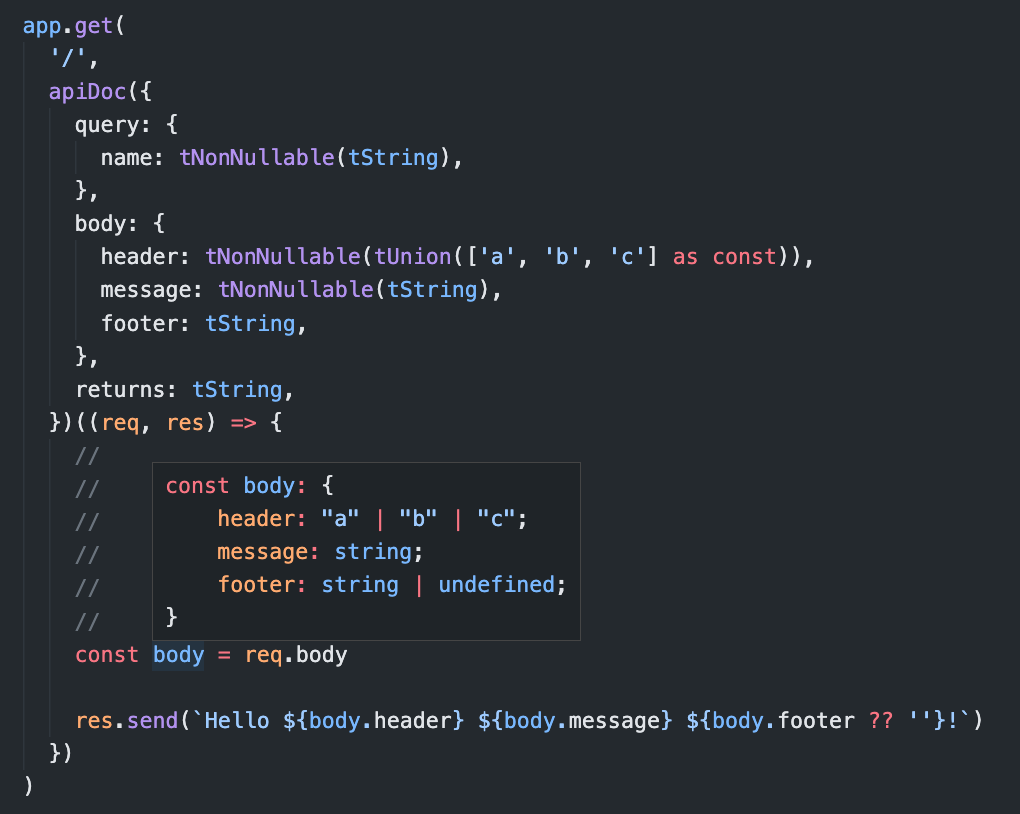 app.get(
  '/',
  apiDoc({
    query: {
      name: tNonNullable(tString),
    },
    body: {
      header: tNonNullable(tUnion(['a', 'b', 'c'] as const)),
      message: tNonNullable(tString),
      footer: tString,
    },
    returns: tString,
  })((req, res) => {
    //
    // const body: {
    //     header: "a" | "b" | "c";
    //     message: string;
    //     footer: string | undefined;
    // }
    const body = req.body
    res.send(`Hello ${body.header} ${body.message} ${body.footer ?? ''}!`)
  })
)